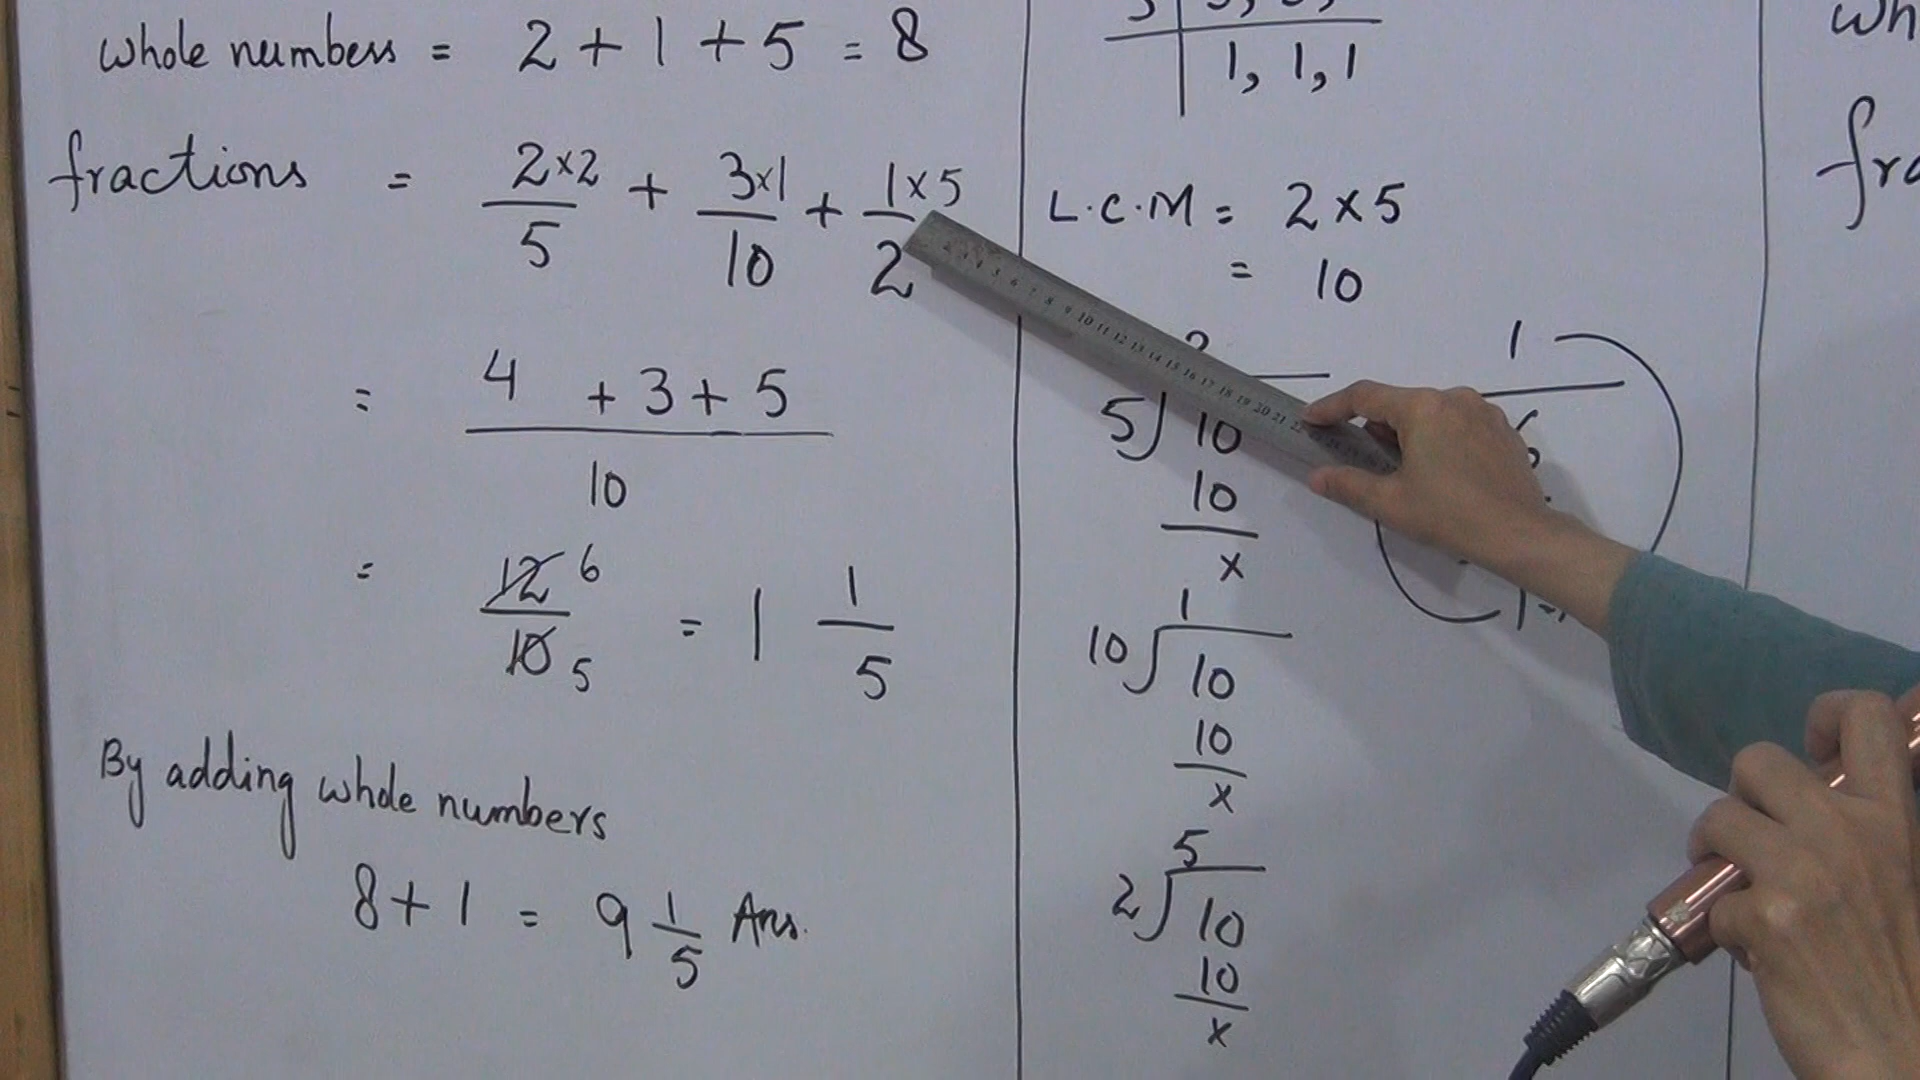 whole numbers = 2 + 1 + 5 = 8
fractions = 2×2/5 + 3×1/10 + 1×5/2
= 4 + 3 + 5
10
= 12 6 / 10 5 = 1 1/5
By adding whole numbers
8 + 1 = 9 1/5 Ans.
1, 1, 1
L.C.M = 2 × 5
= 10
5) 10
10
x
1
10) 10
10
x
5
2) 10
10
x
1